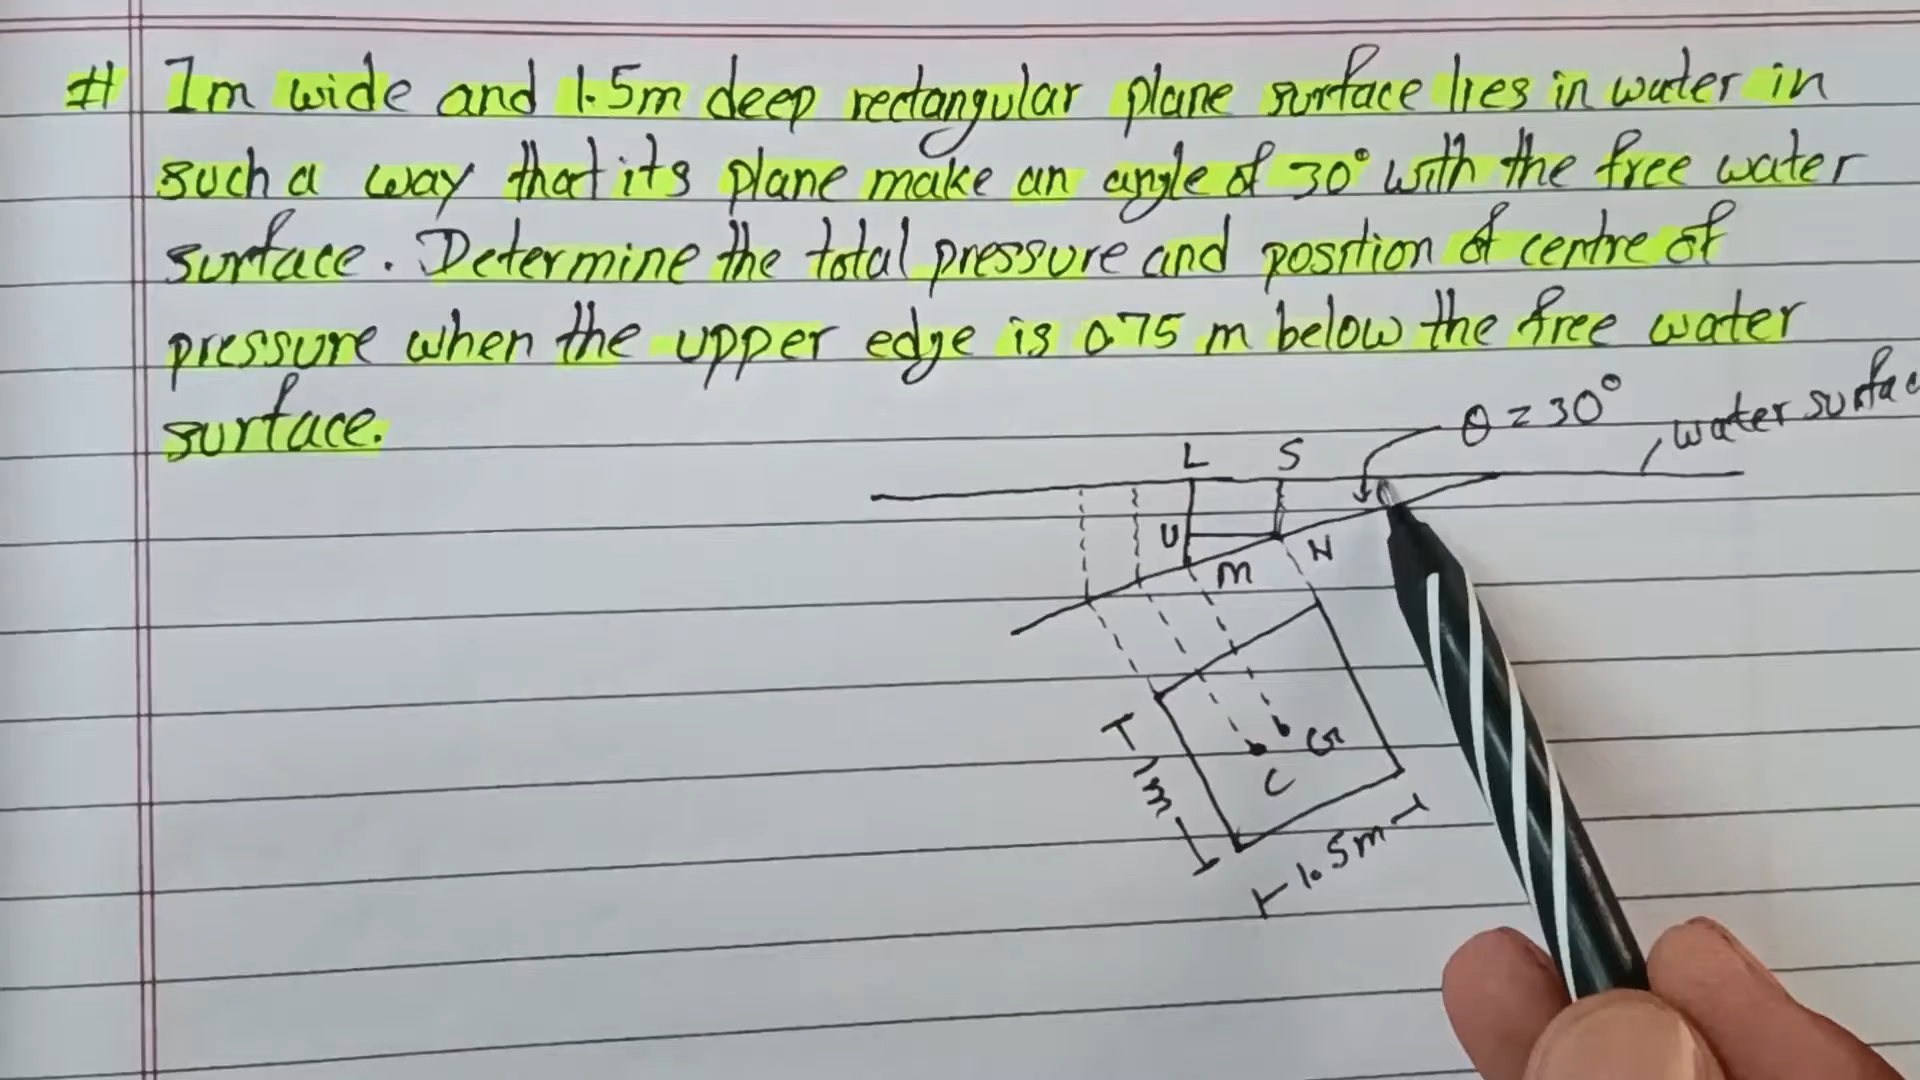 # 1m wide and 1.5m deep rectangular plane surface lies in water in
such a way that its plane make an angle of 30° with the free water
surface. Determine the total pressure and position of centre of
pressure when the upper edge is 0.75 m below the free water
surface.
θ = 30°
water surfac
L S
U
M
N
G
C
1m
1.5m